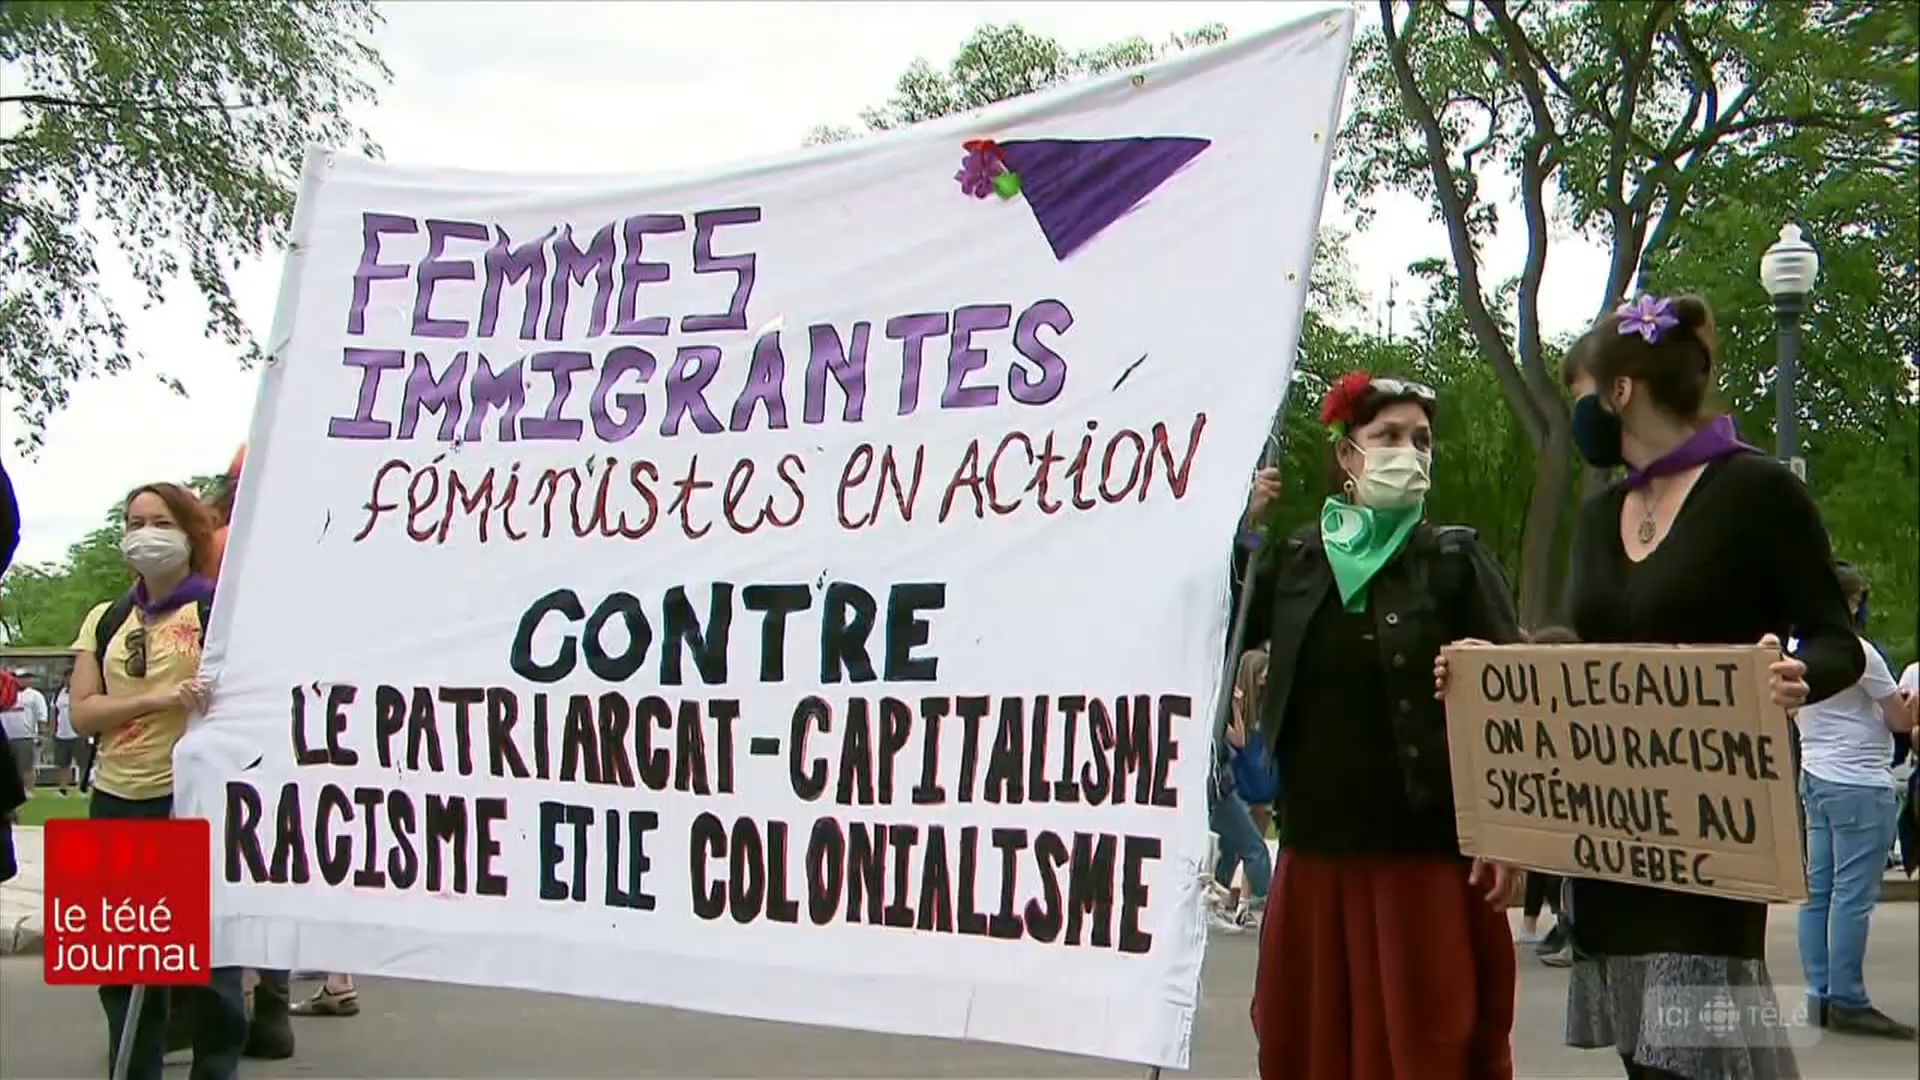 FEMMES
IMMIGRANTES
FÉMINISTES EN ACTION
CONTRE
LE PATRIARCAT-CAPITALISME
RACISME ET LE COLONIALISME
OUI, LEGAULT
ON A DU RACISME
SYSTÉMIQUE AU
QUÉBEC
le télé
journal
ICI TÉLÉ